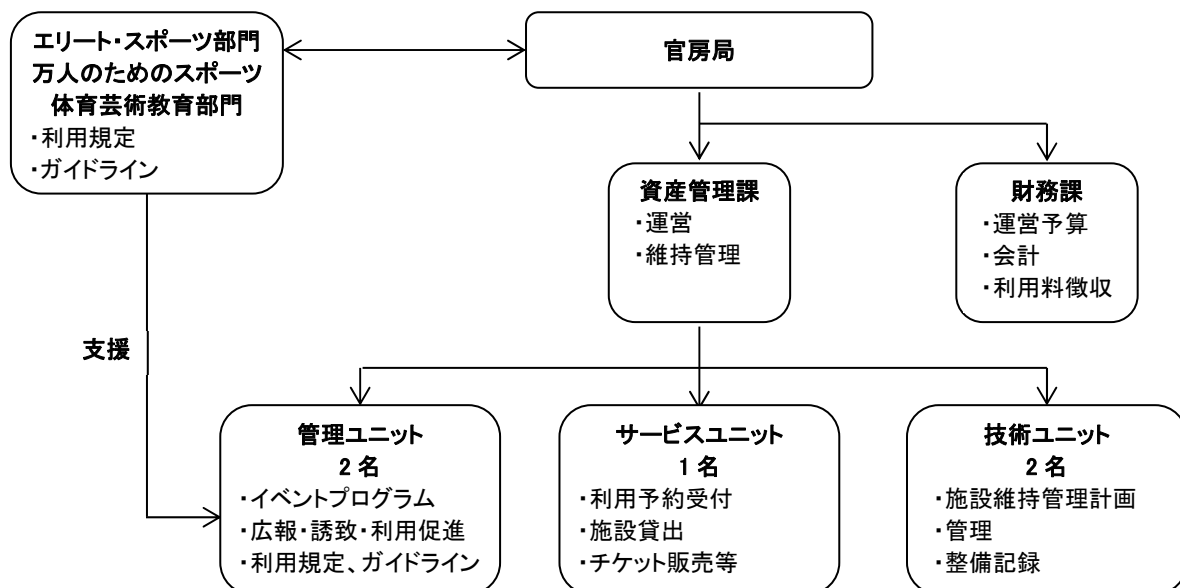 エリート・スポーツ部門
万人のためのスポーツ
体育芸術教育部門
・利用規定
・ガイドライン
官房局
資産管理課
・運営
・維持管理
財務課
・運営予算
・会計
・利用料徴収
支援
管理ユニット
2 名
・イベントプログラム
・広報・誘致・利用促進
・利用規定、ガイドライン
サービスユニット
1 名
・利用予約受付
・施設貸出
・チケット販売等
技術ユニット
2 名
・施設維持管理計画
・管理
・整備記録